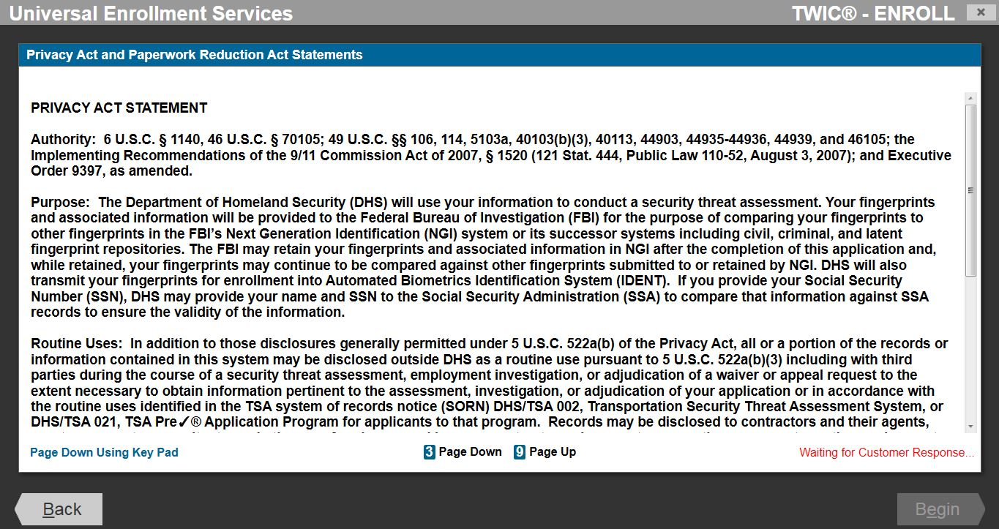 Universal Enrollment Services
TWIC® - ENROLL
×
Privacy Act and Paperwork Reduction Act Statements
PRIVACY ACT STATEMENT
Authority: 6 U.S.C. § 1140, 46 U.S.C. § 70105; 49 U.S.C. §§ 106, 114, 5103a, 40103(b)(3), 40113, 44903, 44935-44936, 44939, and 46105; the
Implementing Recommendations of the 9/11 Commission Act of 2007, § 1520 (121 Stat. 444, Public Law 110-52, August 3, 2007); and Executive
Order 9397, as amended.
Purpose: The Department of Homeland Security (DHS) will use your information to conduct a security threat assessment. Your fingerprints
and associated information will be provided to the Federal Bureau of Investigation (FBI) for the purpose of comparing your fingerprints to
other fingerprints in the FBI's Next Generation Identification (NGI) system or its successor systems including civil, criminal, and latent
fingerprint repositories. The FBI may retain your fingerprints and associated information in NGI after the completion of this application and,
while retained, your fingerprints may continue to be compared against other fingerprints submitted to or retained by NGI. DHS will also
transmit your fingerprints for enrollment into Automated Biometrics Identification System (IDENT). If you provide your Social Security
Number (SSN), DHS may provide your name and SSN to the Social Security Administration (SSA) to compare that information against SSA
records to ensure the validity of the information.
Routine Uses: In addition to those disclosures generally permitted under 5 U.S.C. 522a(b) of the Privacy Act, all or a portion of the records or
information contained in this system may be disclosed outside DHS as a routine use pursuant to 5 U.S.C. 522a(b)(3) including with third
parties during the course of a security threat assessment, employment investigation, or adjudication of a waiver or appeal request to the
extent necessary to obtain information pertinent to the assessment, investigation, or adjudication of your application or in accordance with
the routine uses identified in the TSA system of records notice (SORN) DHS/TSA 002, Transportation Security Threat Assessment System, or
DHS/TSA 021, TSA Pre✓® Application Program for applicants to that program. Records may be disclosed to contractors and their agents,
Page Down Using Key Pad
3 Page Down 9 Page Up
Waiting for Customer Response...
Back
Begin